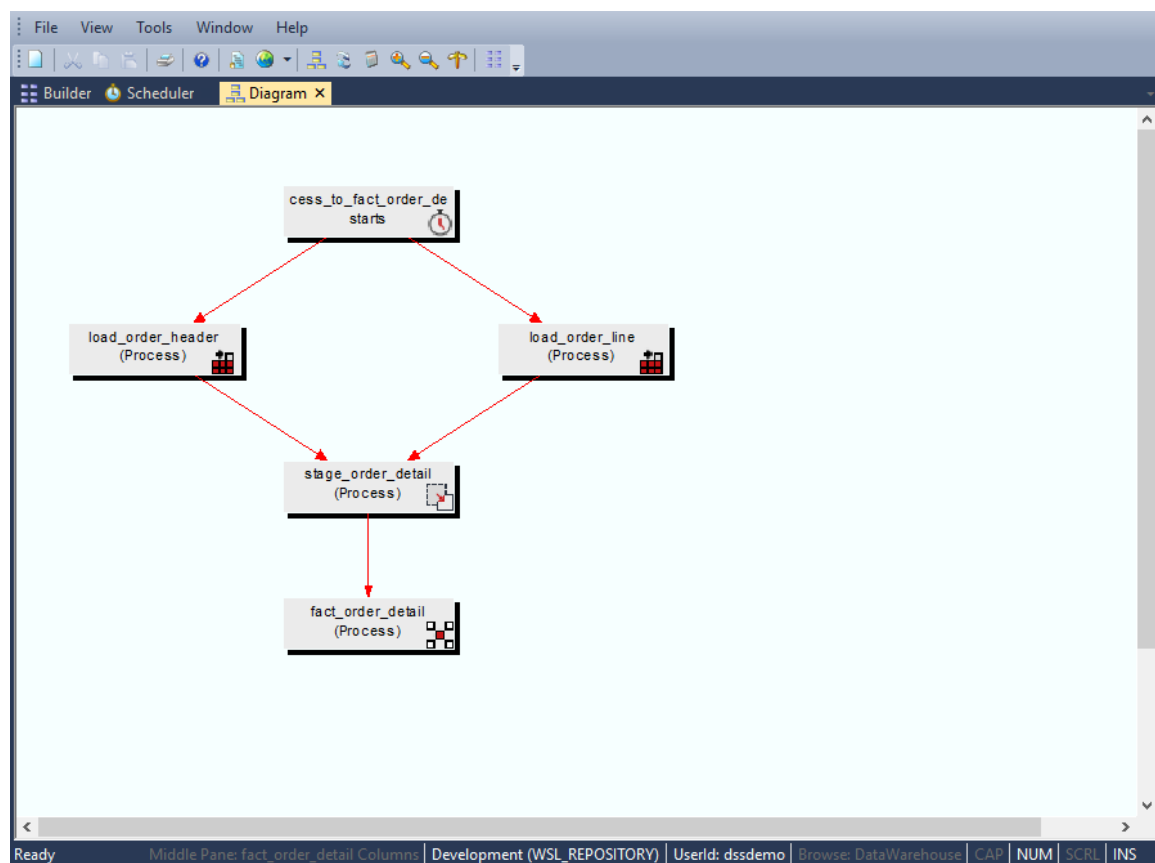 File View Tools Window Help
Builder Scheduler Diagram
cess_to_fact_order_de
starts
load_order_header
(Process)
load_order_line
(Process)
stage_order_detail
(Process)
fact_order_detail
(Process)
Ready Middle Pane: fact_order_detail Columns Development (WSL_REPOSITORY) UserId: dssdemo Browse: DataWarehouse CAP NUM SCRL INS